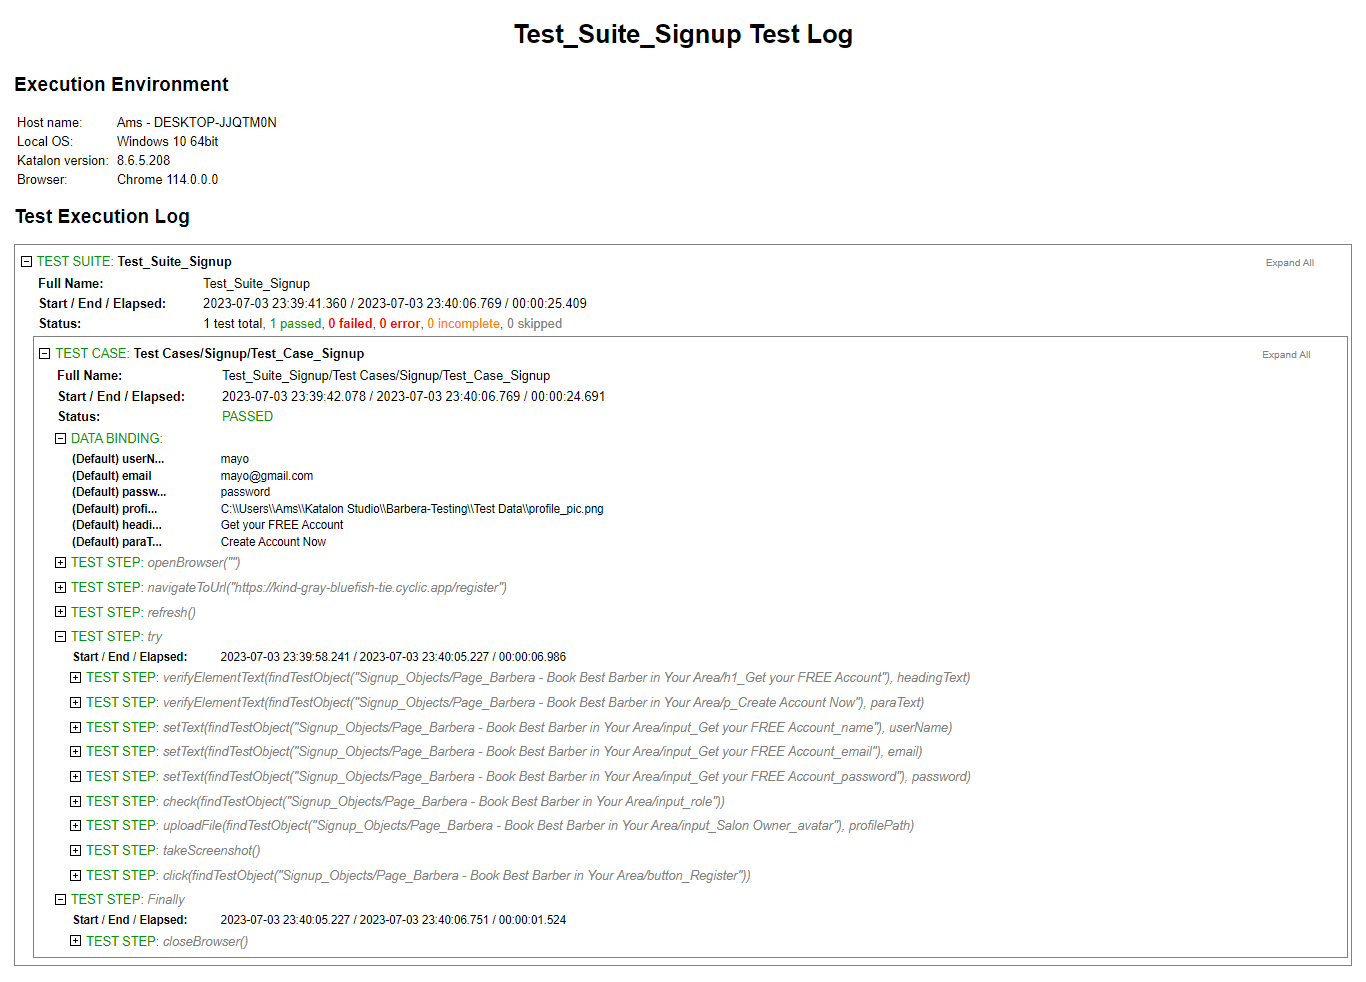 Test_Suite_Signup Test Log
Execution Environment
Host name: Ams - DESKTOP-JJQTM0N
Local OS: Windows 10 64bit
Katalon version: 8.6.5.208
Browser: Chrome 114.0.0.0
Test Execution Log
TEST SUITE: Test_Suite_Signup Expand All
Full Name: Test_Suite_Signup
Start / End / Elapsed: 2023-07-03 23:39:41.360 / 2023-07-03 23:40:06.769 / 00:00:25.409
Status: 1 test total, 1 passed, 0 failed, 0 error, 0 incomplete, 0 skipped
TEST CASE: Test Cases/Signup/Test_Case_Signup Expand All
Full Name: Test_Suite_Signup/Test Cases/Signup/Test_Case_Signup
Start / End / Elapsed: 2023-07-03 23:39:42.078 / 2023-07-03 23:40:06.769 / 00:00:24.691
Status: PASSED
DATA BINDING:
(Default) userN... mayo
(Default) email mayo@gmail.com
(Default) passw... password
(Default) profi... C:\\Users\\Ams\\Katalon Studio\\Barbera-Testing\\Test Data\\profile_pic.png
(Default) headi... Get your FREE Account
(Default) paraT... Create Account Now
TEST STEP: openBrowser("")
TEST STEP: navigateToUrl("https://kind-gray-bluefish-tie.cyclic.app/register")
TEST STEP: refresh()
TEST STEP: try
Start / End / Elapsed: 2023-07-03 23:39:58.241 / 2023-07-03 23:40:05.227 / 00:00:06.986
TEST STEP: verifyElementText(findTestObject("Signup_Objects/Page_Barbera - Book Best Barber in Your Area/h1_Get your FREE Account"), headingText)
TEST STEP: verifyElementText(findTestObject("Signup_Objects/Page_Barbera - Book Best Barber in Your Area/p_Create Account Now"), paraText)
TEST STEP: setText(findTestObject("Signup_Objects/Page_Barbera - Book Best Barber in Your Area/input_Get your FREE Account_name"), userName)
TEST STEP: setText(findTestObject("Signup_Objects/Page_Barbera - Book Best Barber in Your Area/input_Get your FREE Account_email"), email)
TEST STEP: setText(findTestObject("Signup_Objects/Page_Barbera - Book Best Barber in Your Area/input_Get your FREE Account_password"), password)
TEST STEP: check(findTestObject("Signup_Objects/Page_Barbera - Book Best Barber in Your Area/input_role"))
TEST STEP: uploadFile(findTestObject("Signup_Objects/Page_Barbera - Book Best Barber in Your Area/input_Salon Owner_avatar"), profilePath)
TEST STEP: takeScreenshot()
TEST STEP: click(findTestObject("Signup_Objects/Page_Barbera - Book Best Barber in Your Area/button_Register"))
TEST STEP: Finally
Start / End / Elapsed: 2023-07-03 23:40:05.227 / 2023-07-03 23:40:06.751 / 00:00:01.524
TEST STEP: closeBrowser()